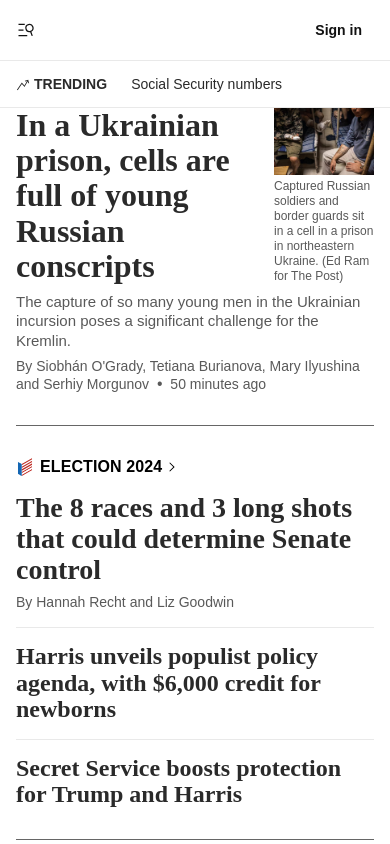 Sign in
TRENDING
Social Security numbers
In a Ukrainian
prison, cells are
full of young
Russian
conscripts
Captured Russian
soldiers and
border guards sit
in a cell in a prison
in northeastern
Ukraine. (Ed Ram
for The Post)
The capture of so many young men in the Ukrainian
incursion poses a significant challenge for the
Kremlin.
By Siobhán O'Grady, Tetiana Burianova, Mary Ilyushina
and Serhiy Morgunov • 50 minutes ago
ELECTION 2024
The 8 races and 3 long shots
that could determine Senate
control
By Hannah Recht and Liz Goodwin
Harris unveils populist policy
agenda, with $6,000 credit for
newborns
Secret Service boosts protection
for Trump and Harris